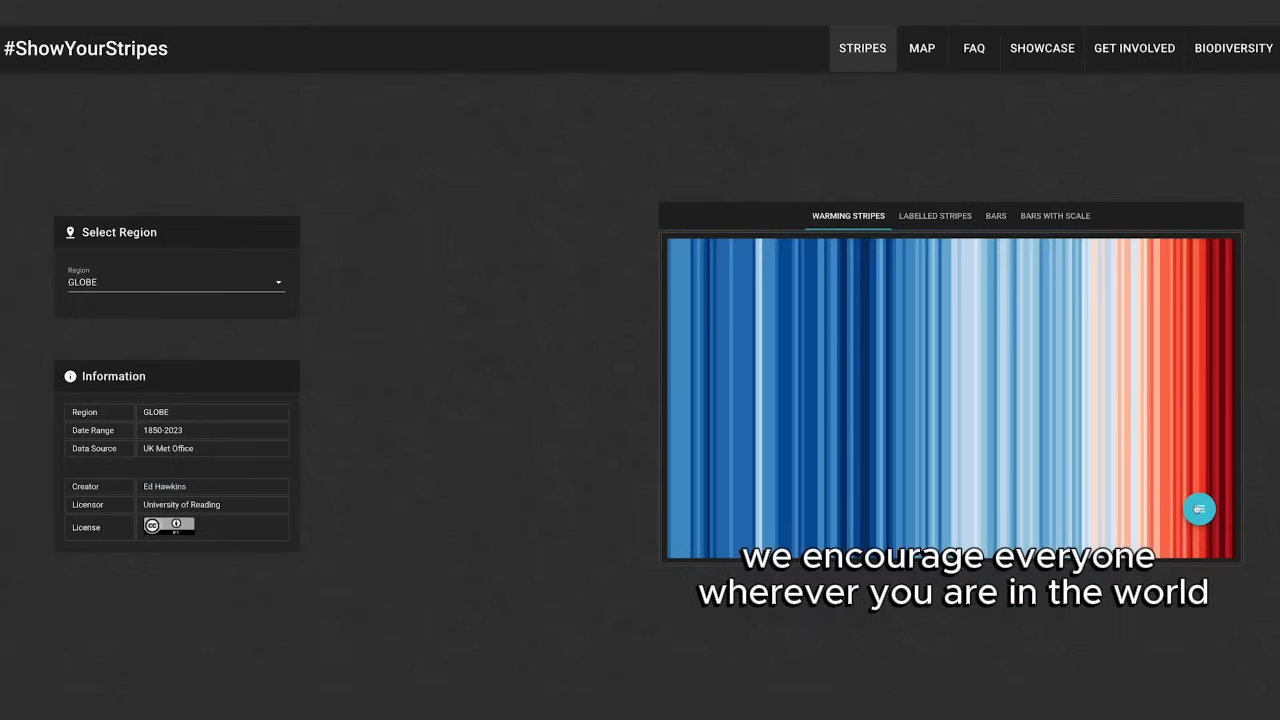 #ShowYourStripes
STRIPES
MAP
FAQ
SHOWCASE
GET INVOLVED
BIODIVERSITY
Select Region
Region
GLOBE
Information
Region GLOBE
Date Range 1850-2023
Data Source UK Met Office
Creator Ed Hawkins
Licensor University of Reading
License CC BY
WARMING STRIPES
LABELLED STRIPES
BARS
BARS WITH SCALE
we encourage everyone
wherever you are in the world